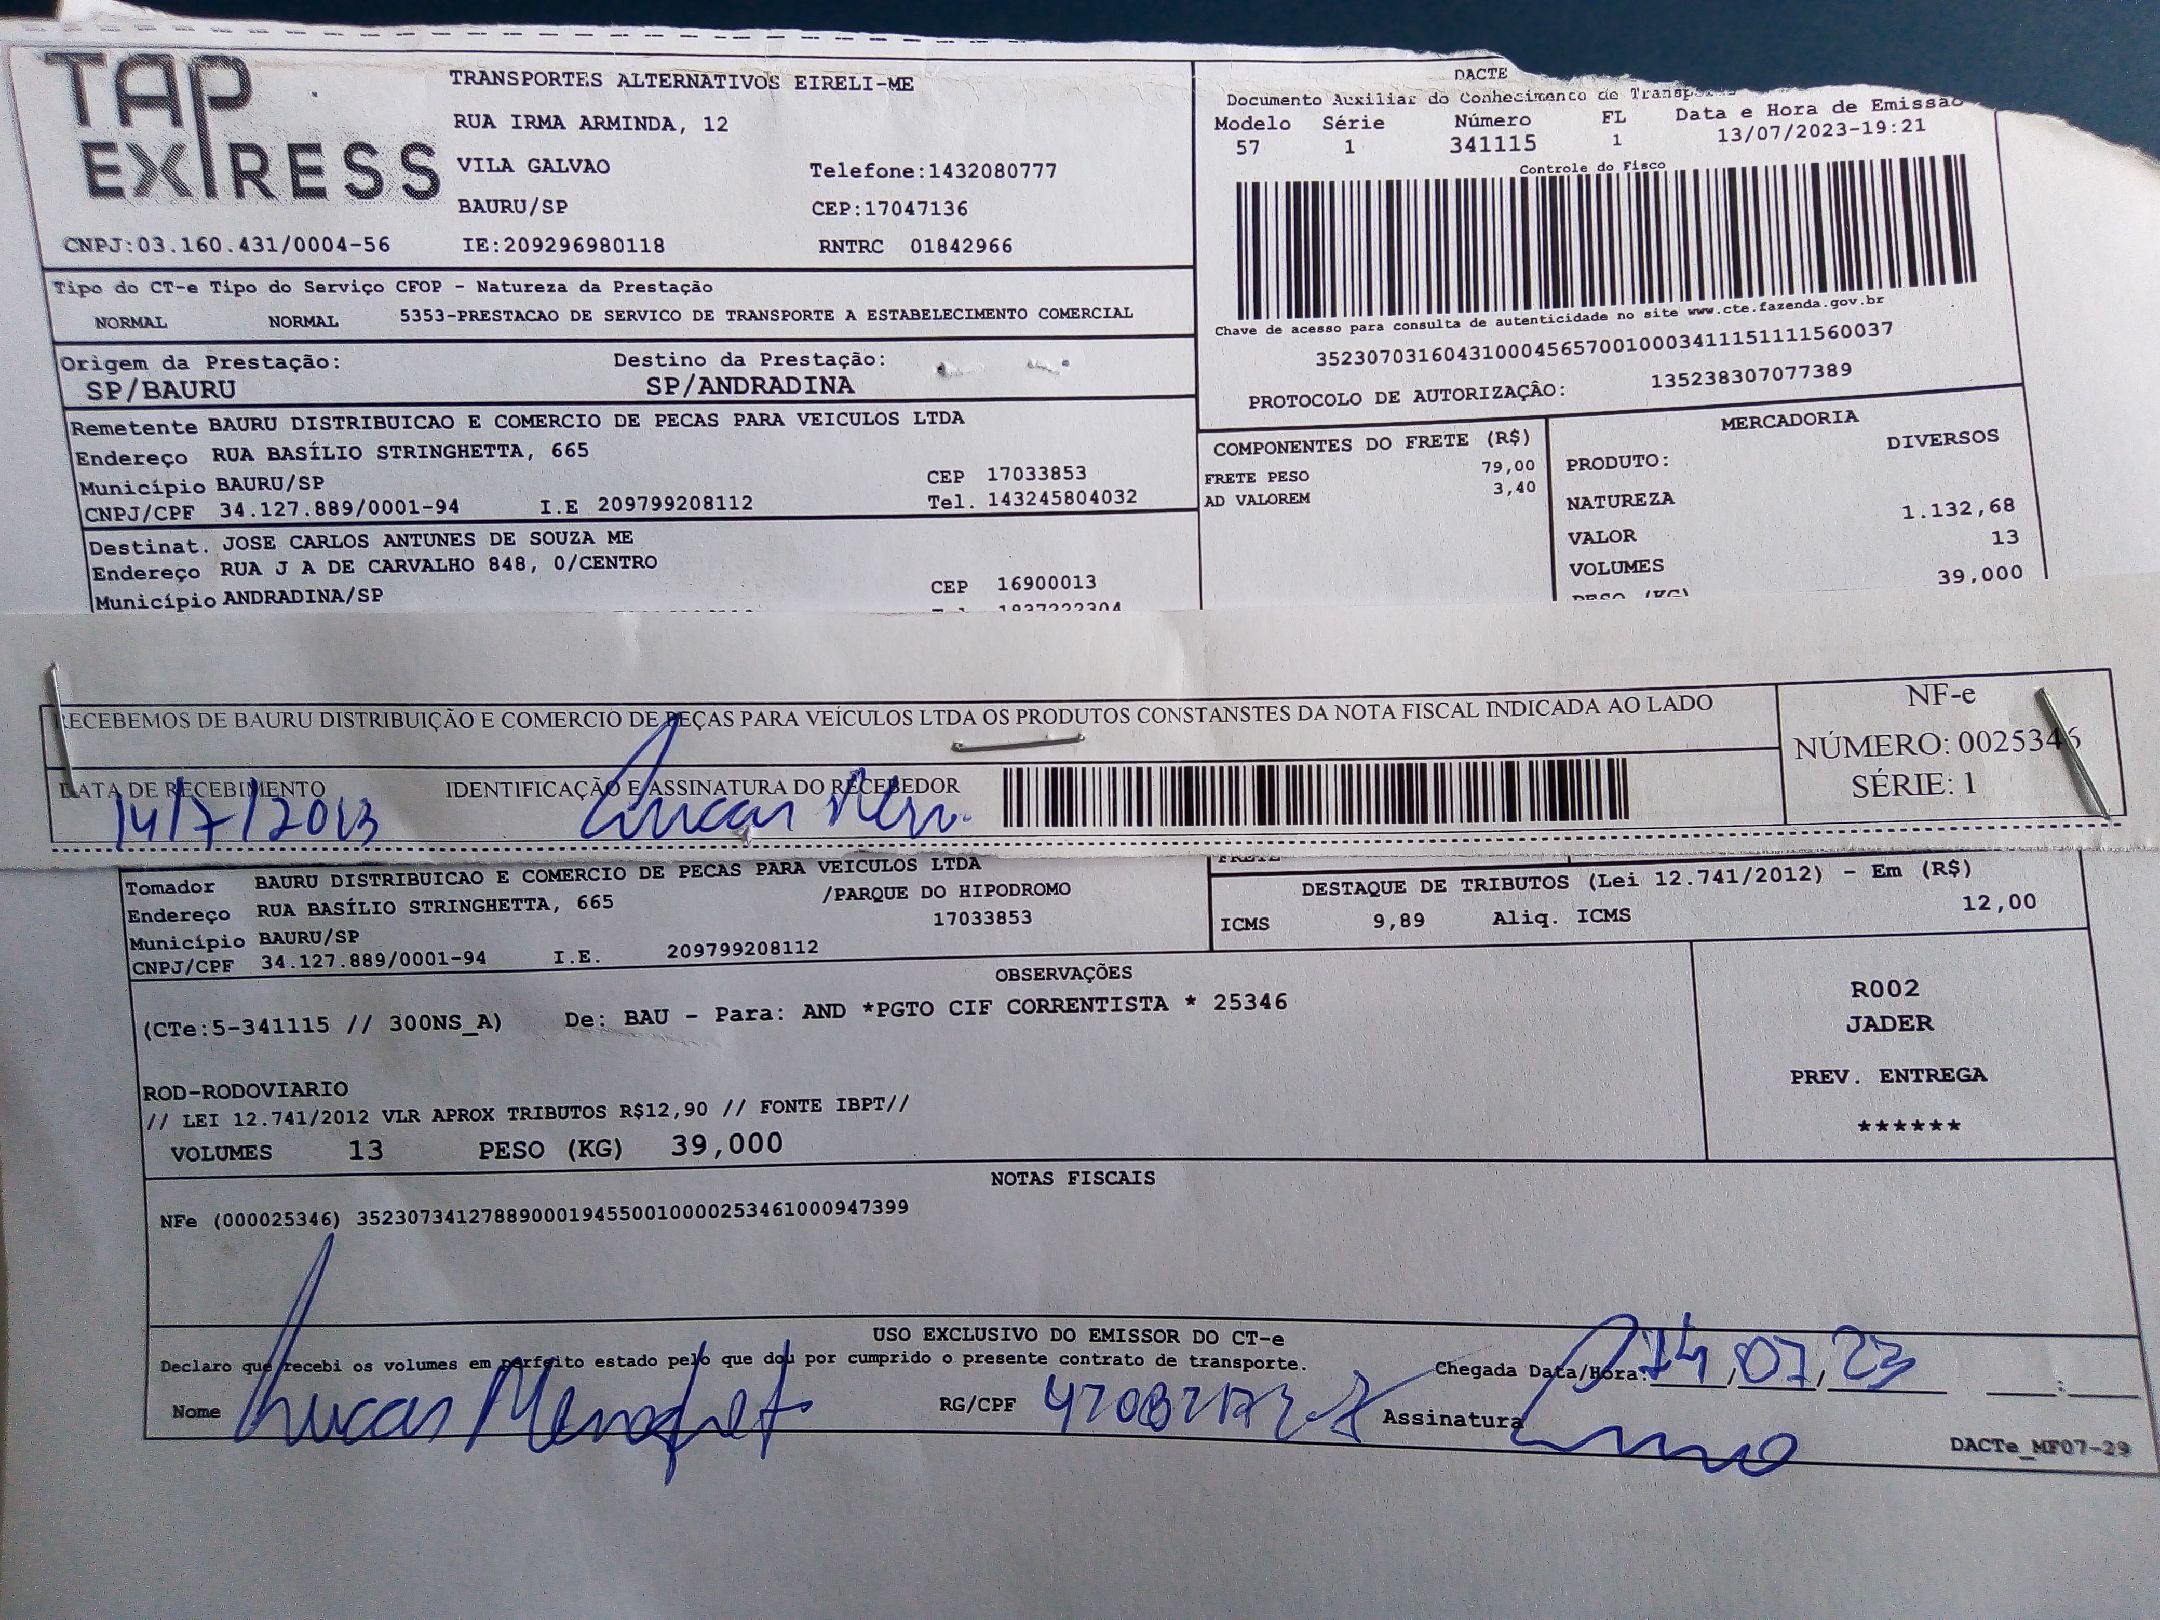 TAP EXPRESS
TRANSPORTES ALTERNATIVOS EIRELI-ME
RUA IRMA ARMINDA, 12
VILA GALVAO Telefone:1432080777
BAURU/SP CEP:17047136
CNPJ:03.160.431/0004-56 IE:209296980118 RNTRC 01842966
DACTE
Documento Auxiliar do Conhecimento de
Modelo Série Número FL Data e Hora de Emissão
57 1 341115 1 13/07/2023-19:21
Controle do Fisco
Chave de acesso para consulta de autenticidade no site www.cte.fazenda.gov.br
35230703160431000456570010003411151111560037
PROTOCOLO DE AUTORIZAÇÃO: 135238307077389
Tipo do CT-e Tipo do Serviço CFOP - Natureza da Prestação
NORMAL NORMAL 5353-PRESTACAO DE SERVICO DE TRANSPORTE A ESTABELECIMENTO COMERCIAL
Origem da Prestação: Destino da Prestação:
SP/BAURU SP/ANDRADINA
Remetente BAURU DISTRIBUICAO E COMERCIO DE PECAS PARA VEICULOS LTDA
Endereço RUA BASÍLIO STRINGHETTA, 665
Município BAURU/SP CEP 17033853
CNPJ/CPF 34.127.889/0001-94 I.E 209799208112 Tel. 143245804032
Destinat. JOSE CARLOS ANTUNES DE SOUZA ME
Endereço RUA J A DE CARVALHO 848, 0/CENTRO
Município ANDRADINA/SP CEP 16900013
COMPONENTES DO FRETE (R$)
FRETE PESO 79,00
AD VALOREM 3,40
MERCADORIA
PRODUTO: DIVERSOS
NATUREZA
VALOR 1.132,68
VOLUMES 13
PESO (KG) 39,000
RECEBEMOS DE BAURU DISTRIBUIÇÃO E COMERCIO DE PEÇAS PARA VEÍCULOS LTDA OS PRODUTOS CONSTANSTES DA NOTA FISCAL INDICADA AO LADO
NF-e
NÚMERO: 0025346
SÉRIE: 1
DATA DE RECEBIMENTO IDENTIFICAÇÃO E ASSINATURA DO RECEBEDOR
14/7/2023 Lucas
Tomador BAURU DISTRIBUICAO E COMERCIO DE PECAS PARA VEICULOS LTDA
Endereço RUA BASÍLIO STRINGHETTA, 665 /PARQUE DO HIPODROMO
Município BAURU/SP 17033853
CNPJ/CPF 34.127.889/0001-94 I.E. 209799208112
FRETE
DESTAQUE DE TRIBUTOS (Lei 12.741/2012) - Em (R$)
ICMS 9,89 Aliq. ICMS 12,00
OBSERVAÇÕES
(CTe:5-341115 // 300NS_A) De: BAU - Para: AND *PGTO CIF CORRENTISTA * 25346
ROD-RODOVIARIO
// LEI 12.741/2012 VLR APROX TRIBUTOS R$12,90 // FONTE IBPT//
VOLUMES 13 PESO (KG) 39,000
R002
JADER
PREV. ENTREGA
******
NOTAS FISCAIS
NFe (000025346) 35230734127889000194550010000253461000947399
USO EXCLUSIVO DO EMISSOR DO CT-e
Declaro que recebi os volumes em perfeito estado pelo que dou por cumprido o presente contrato de transporte.
Chegada Data/Hora: 14,07,23 :
Nome Lucas RG/CPF Assinatura
DACTe_MF07-29